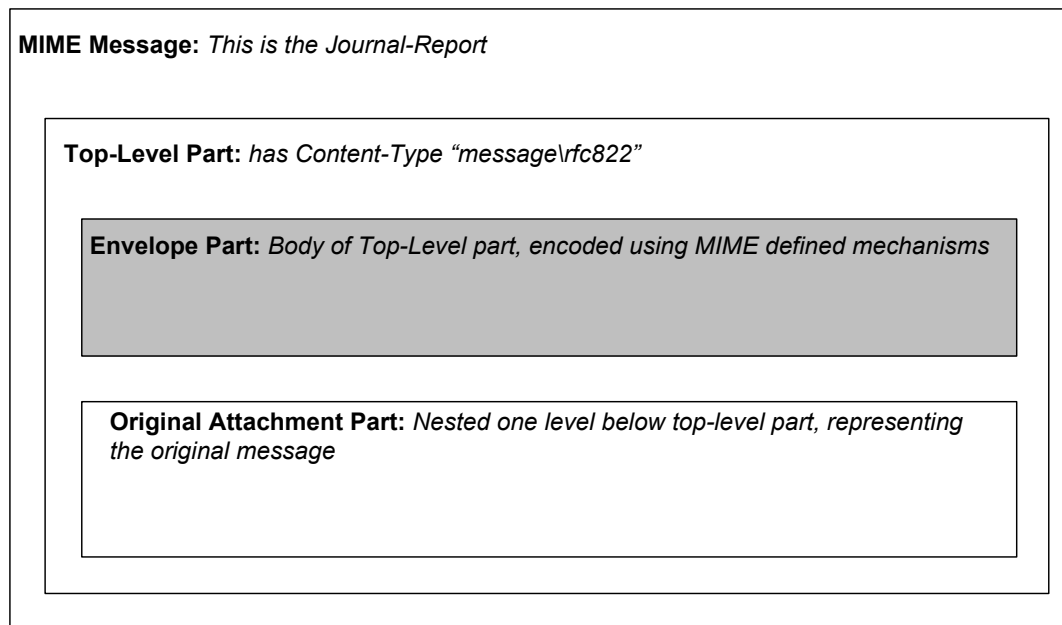 MIME Message: This is the Journal-Report
Top-Level Part: has Content-Type “message\rfc822”
Envelope Part: Body of Top-Level part, encoded using MIME defined mechanisms
Original Attachment Part: Nested one level below top-level part, representing
the original message